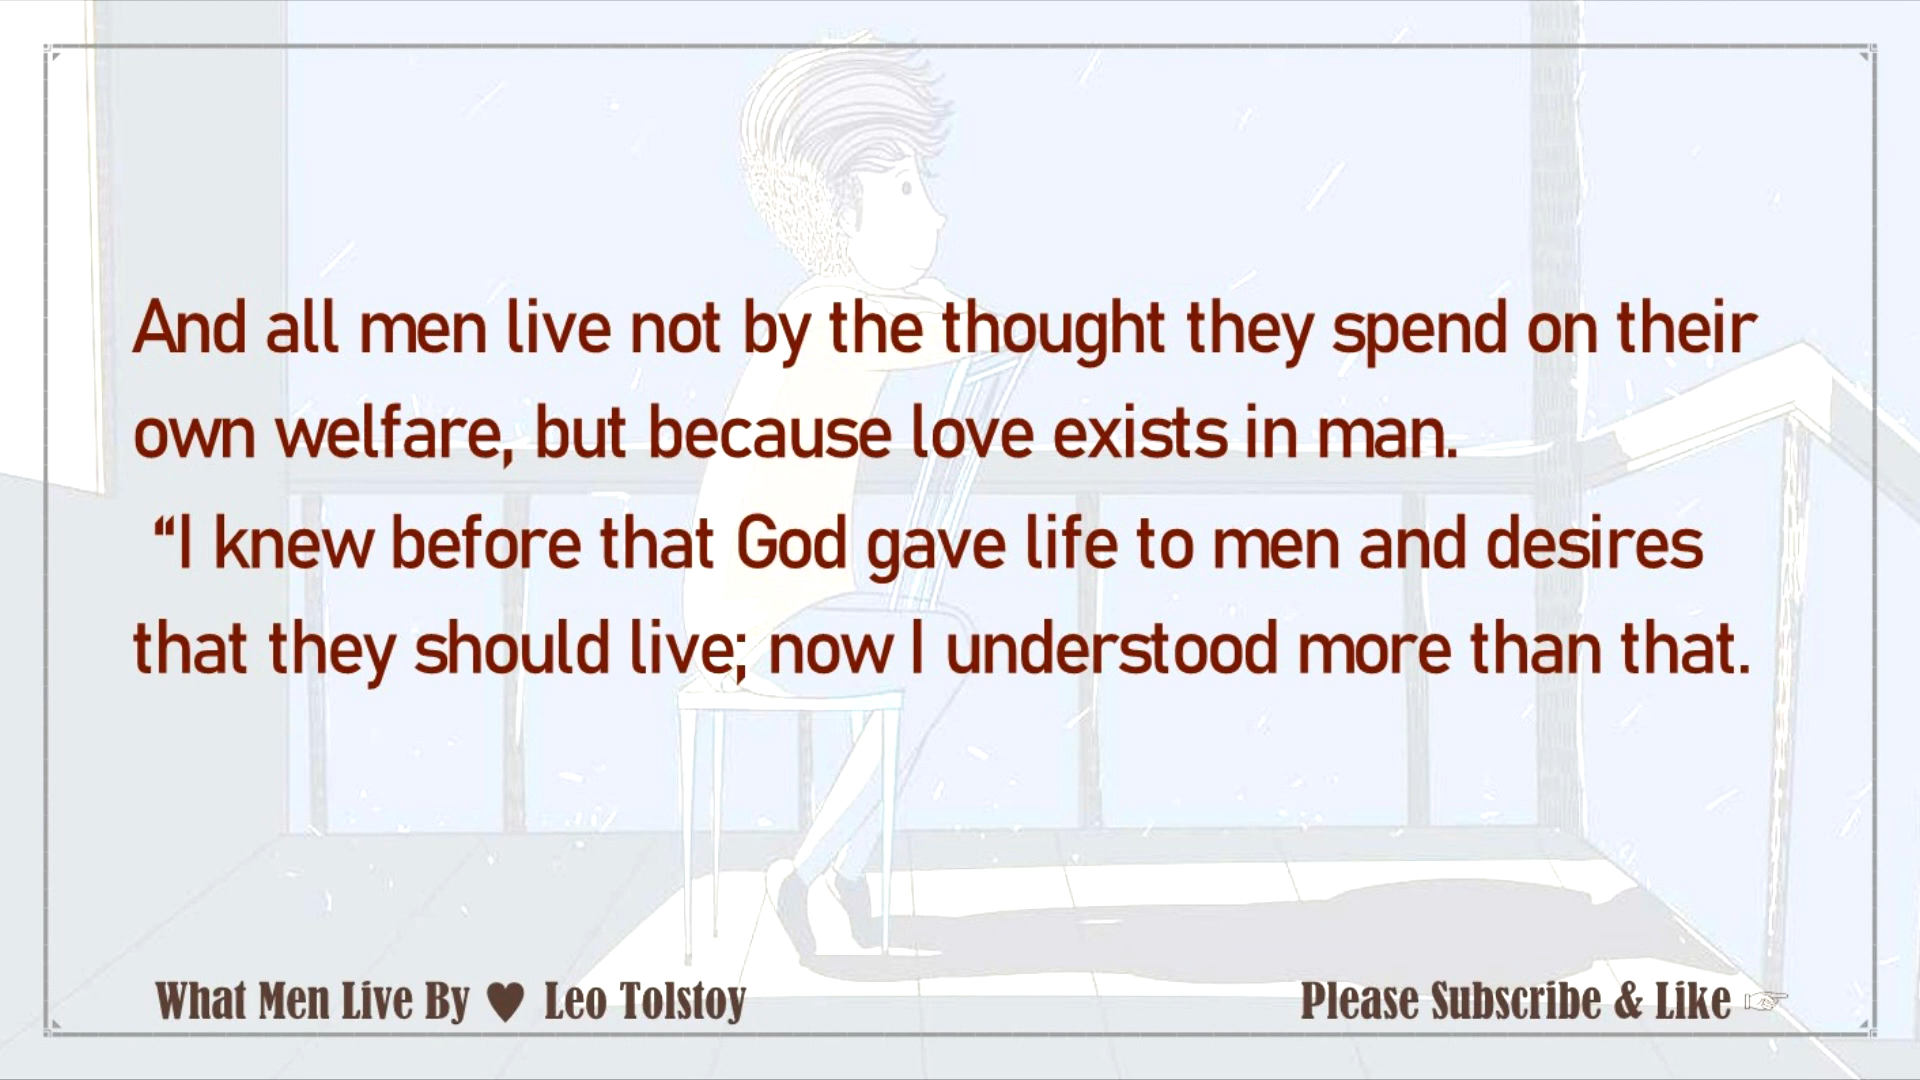 And all men live not by the thought they spend on their
own welfare, but because love exists in man.
“I knew before that God gave life to men and desires
that they should live; now I understood more than that.
What Men Live By ♥ Leo Tolstoy
Please Subscribe & Like ☞